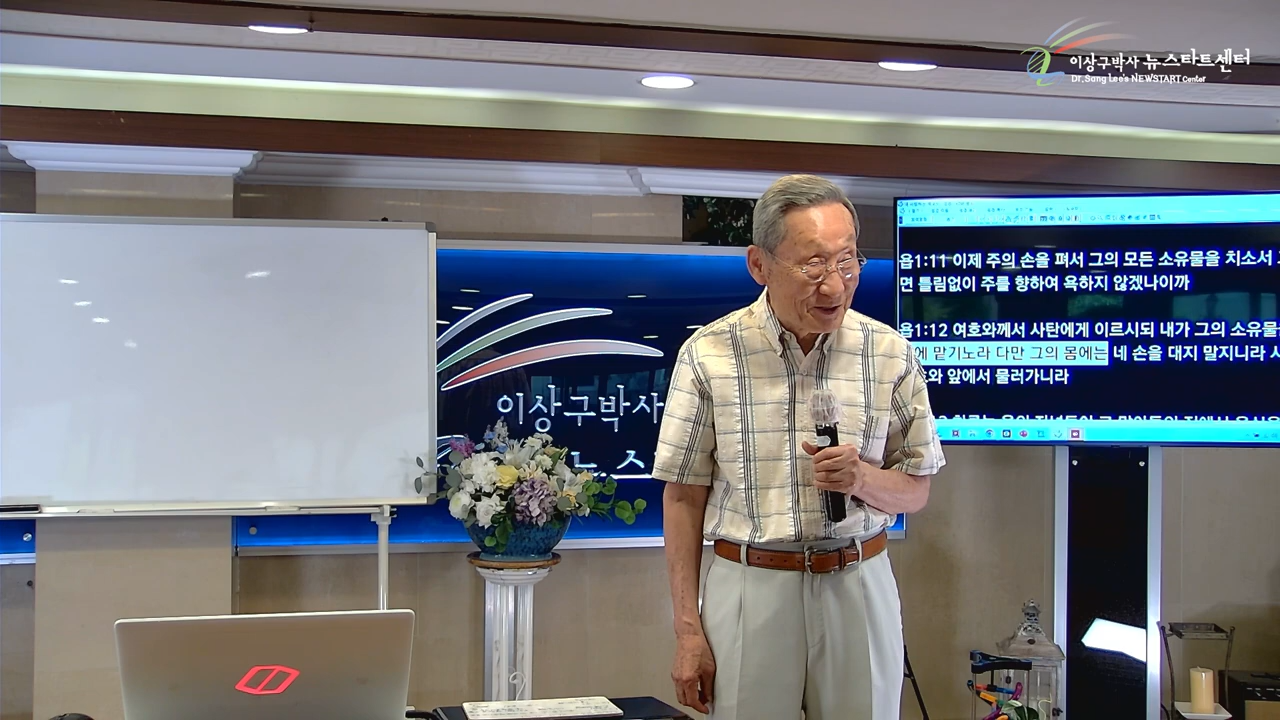 이상구박사 뉴스타트센터
Dr. Sang Lee's NEWSTART Center
욥1:11 이제 주의 손을 펴서 그의 모든 소유물을 치소서
면 틀림없이 주를 향하여 욕하지 않겠나이까
욥1:12 여호와께서 사탄에게 이르시되 내가 그의 소유물
에 맡기노라 다만 그의 몸에는 네 손을 대지 말지니라
앞에서 물러가니라
이상구박사
뉴스